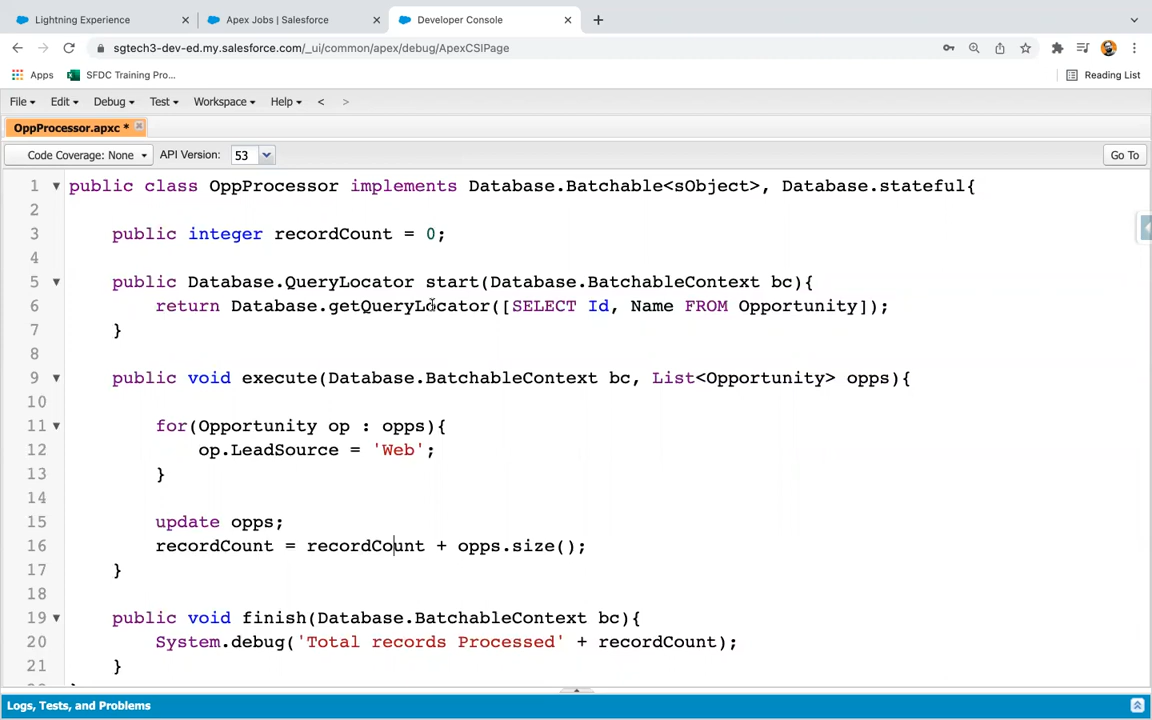 Lightning Experience
Apex Jobs | Salesforce
Developer Console
sgtech3-dev-ed.my.salesforce.com/_ui/common/apex/debug/ApexCSIPage
Apps
SFDC Training Pro...
Reading List
File
Edit
Debug
Test
Workspace
Help
<
>
OppProcessor.apxc *
Code Coverage: None
API Version:
53
Go To
1 public class OppProcessor implements Database.Batchable<sObject>, Database.stateful{
2
3 public integer recordCount = 0;
4
5 public Database.QueryLocator start(Database.BatchableContext bc){
6 return Database.getQueryLocator([SELECT Id, Name FROM Opportunity]);
7 }
8
9 public void execute(Database.BatchableContext bc, List<Opportunity> opps){
10
11 for(Opportunity op : opps){
12 op.LeadSource = 'Web';
13 }
14
15 update opps;
16 recordCount = recordCount + opps.size();
17 }
18
19 public void finish(Database.BatchableContext bc){
20 System.debug('Total records Processed' + recordCount);
21 }
Logs, Tests, and Problems